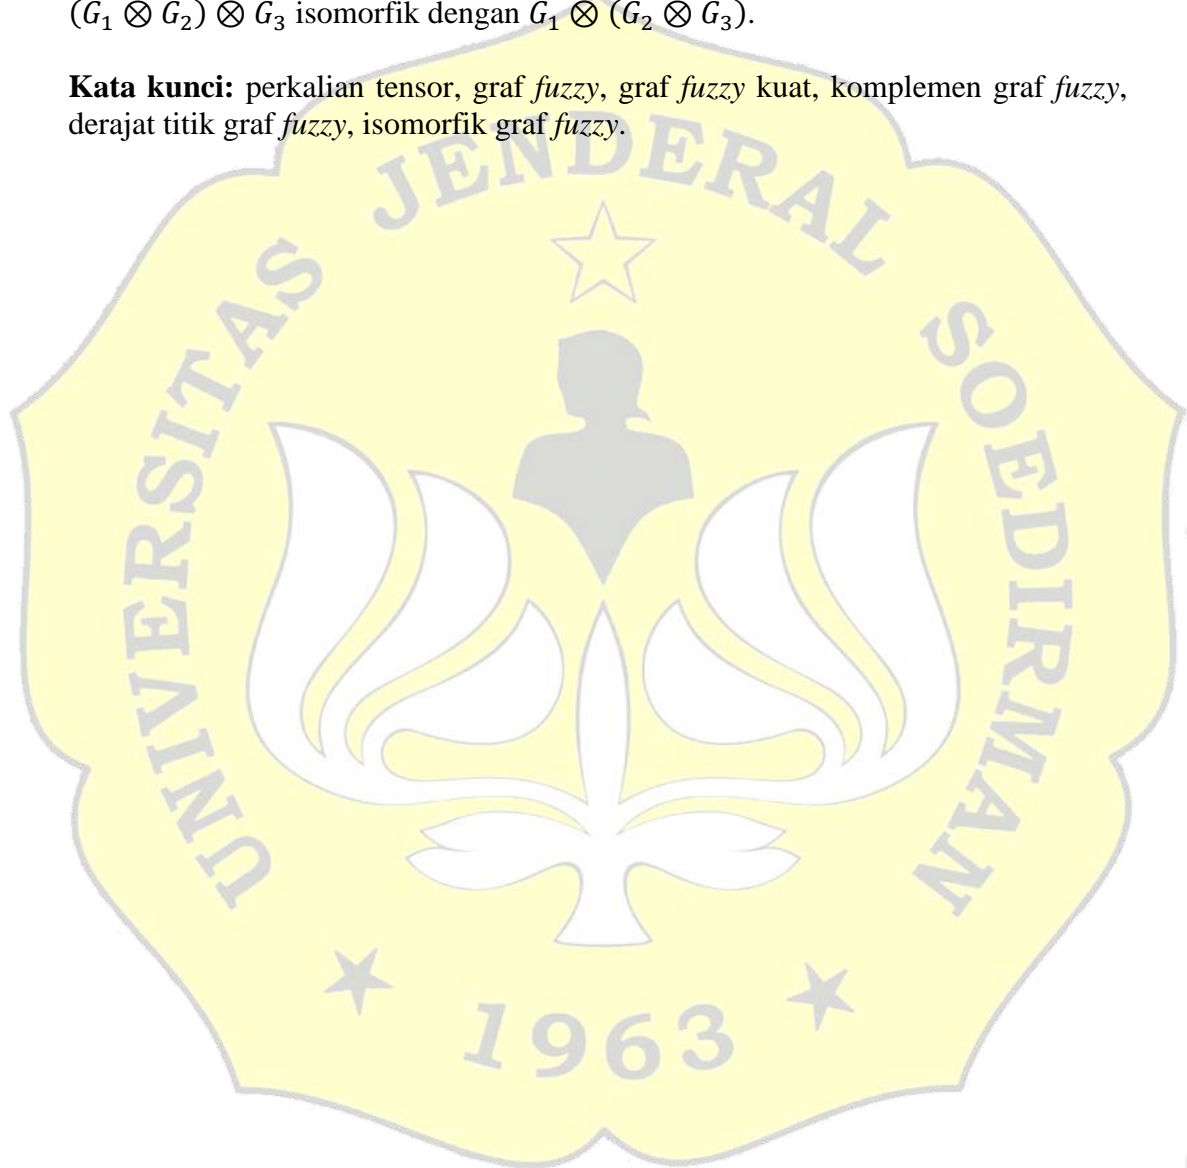 (G₁ ⊗ G₂) ⊗ G₃ isomorfik dengan G₁ ⊗ (G₂ ⊗ G₃).
Kata kunci: perkalian tensor, graf fuzzy, graf fuzzy kuat, komplemen graf fuzzy,
derajat titik graf fuzzy, isomorfik graf fuzzy.
UNIVERSITAS JENDERAL SOEDIRMAN
1963